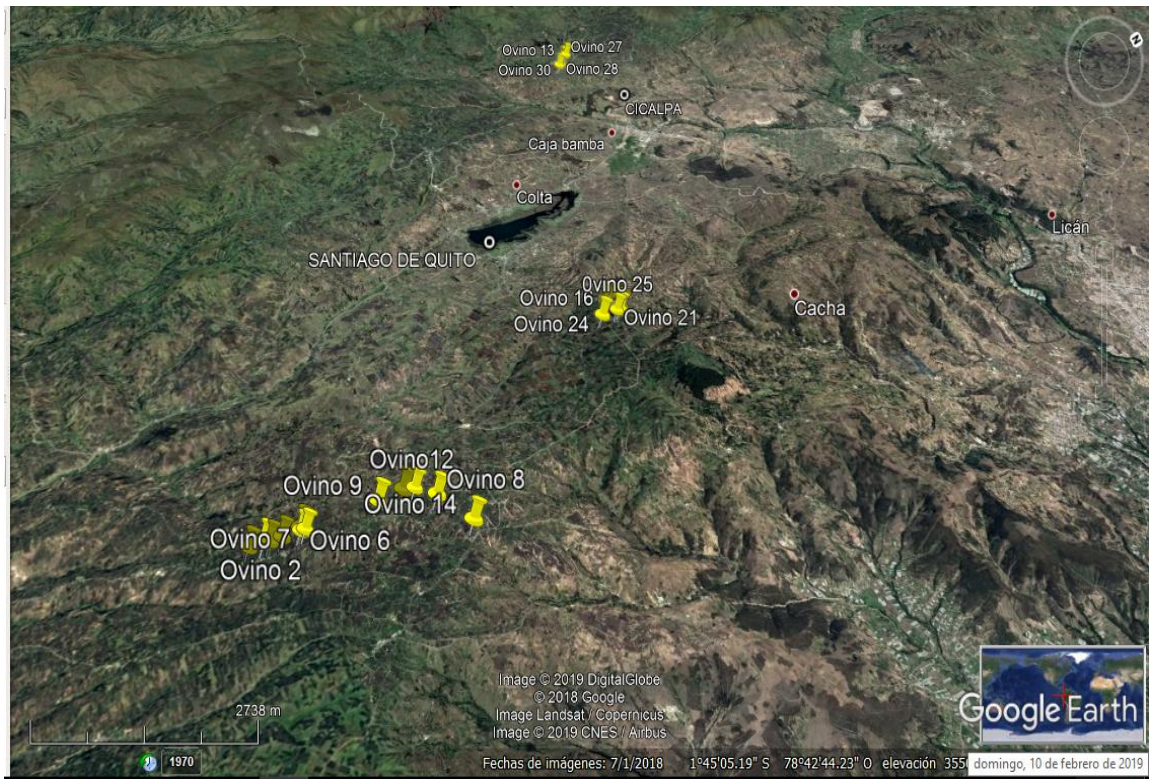 N
Ovino 13 Ovino 27
Ovino 30 Ovino 28
CICALPA
Caja bamba
Colta
Licán
SANTIAGO DE QUITO
0vino 25
Ovino 16
Cacha
Ovino 24 Ovino 21
Ovino12
Ovino 9 Ovino 8
Ovino 14
Ovino 7 Ovino 6
Ovino 2
Image © 2019 DigitalGlobe
© 2018 Google
Image Landsat / Copernicus
Image © 2019 CNES / Airbus
2738 m
Google Earth
1970
Fechas de imágenes: 7/1/2018 1°45'05.19" S 78°42'44.23" O elevación 355
domingo, 10 de febrero de 2019